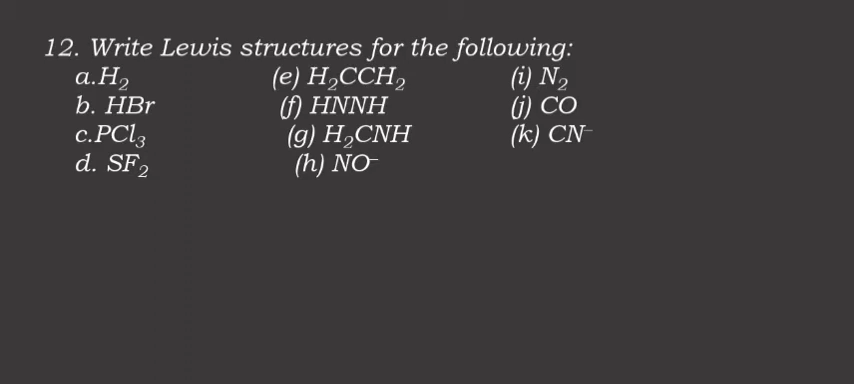 12. Write Lewis structures for the following:
a.H₂ (e) H₂CCH₂ (i) N₂
b. HBr (f) HNNH (j) CO
c.PCl₃ (g) H₂CNH (k) CN⁻
d. SF₂ (h) NO⁻